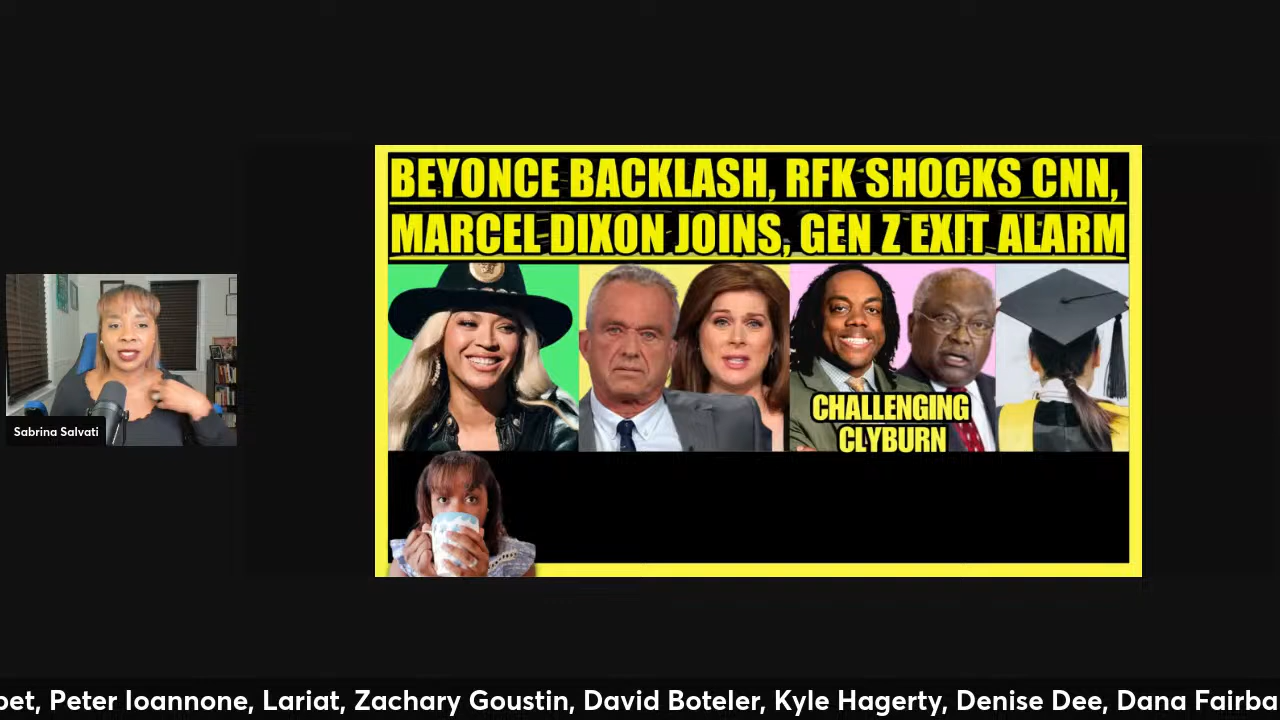 BEYONCE BACKLASH, RFK SHOCKS CNN,
MARCEL DIXON JOINS, GEN Z EXIT ALARM
CHALLENGING
CLYBURN
Sabrina Salvati
Peter Ioannone, Lariat, Zachary Goustin, David Boteler, Kyle Hagerty, Denise Dee, Dana